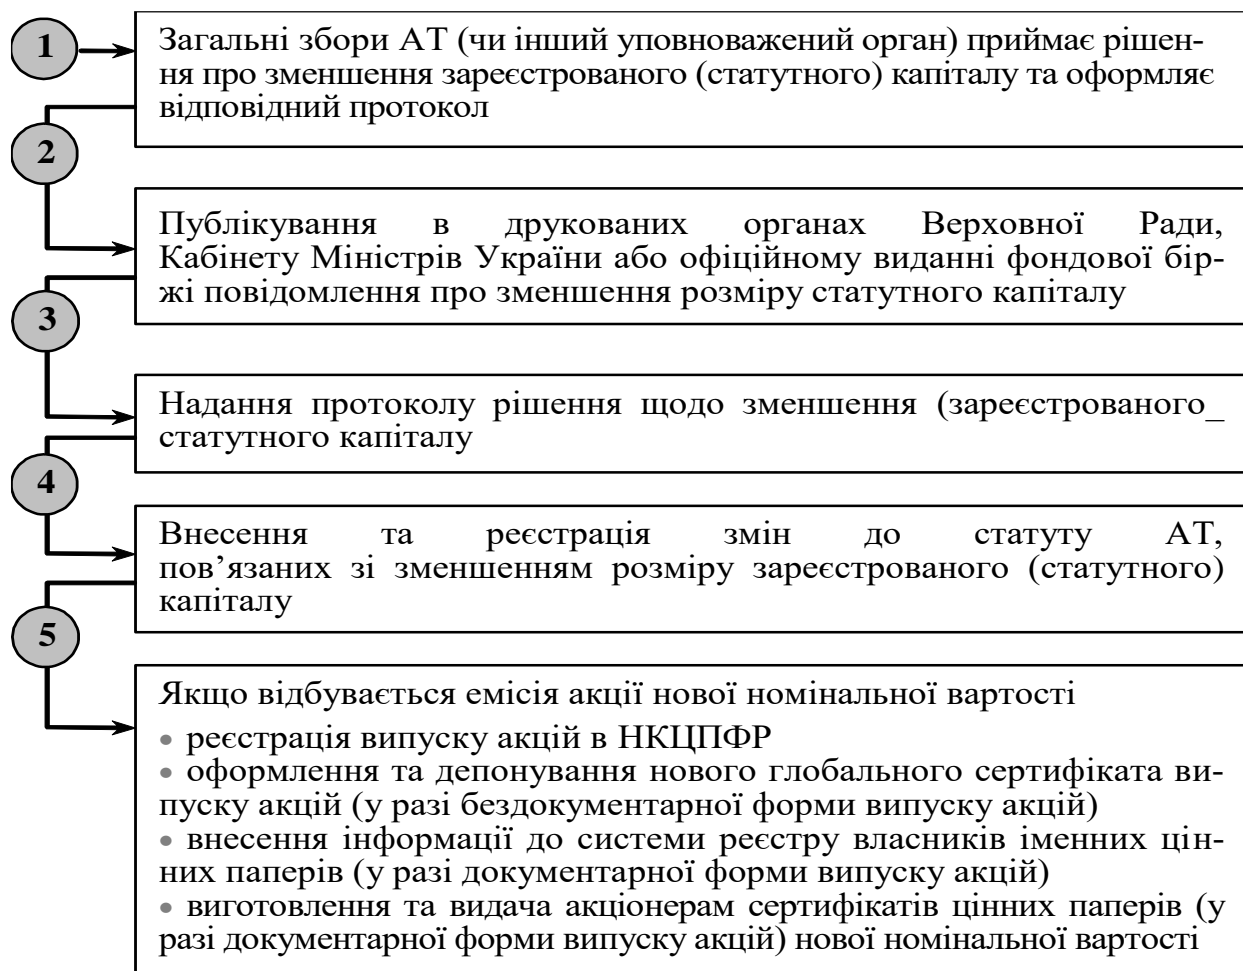 1
Загальні збори АТ (чи інший уповноважений орган) приймає рішен-
ня про зменшення зареєстрованого (статутного) капіталу та оформляє
відповідний протокол
2
Публікування в друкованих органах Верховної Ради,
Кабінету Міністрів України або офіційному виданні фондової бір-
жі повідомлення про зменшення розміру статутного капіталу
3
Надання протоколу рішення щодо зменшення (зареєстрованого_
статутного капіталу
4
Внесення та реєстрація змін до статуту АТ,
пов’язаних зі зменшенням розміру зареєстрованого (статутного)
капіталу
5
Якщо відбувається емісія акції нової номінальної вартості
• реєстрація випуску акцій в НКЦПФР
• оформлення та депонування нового глобального сертифіката ви-
пуску акцій (у разі бездокументарної форми випуску акцій)
• внесення інформації до системи реєстру власників іменних цін-
них паперів (у разі документарної форми випуску акцій)
• виготовлення та видача акціонерам сертифікатів цінних паперів (у
разі документарної форми випуску акцій) нової номінальної вартості